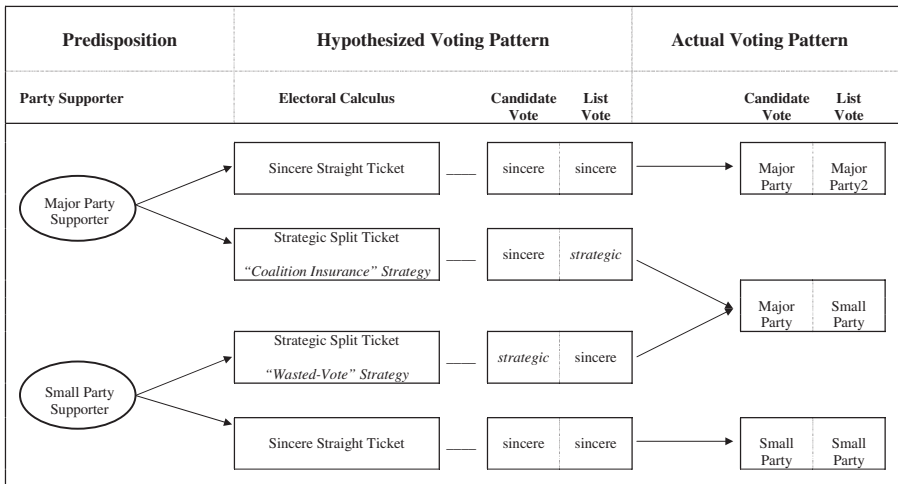 Predisposition Hypothesized Voting Pattern Actual Voting Pattern
Party Supporter Electoral Calculus Candidate Vote List Vote Candidate Vote List Vote
Major Party
Supporter
Sincere Straight Ticket
sincere sincere
Major
Party
Major
Party2
Strategic Split Ticket
“Coalition Insurance” Strategy
sincere strategic
Major
Party
Small
Party
Small Party
Supporter
Strategic Split Ticket
“Wasted-Vote” Strategy
strategic sincere
Sincere Straight Ticket
sincere sincere
Small
Party
Small
Party